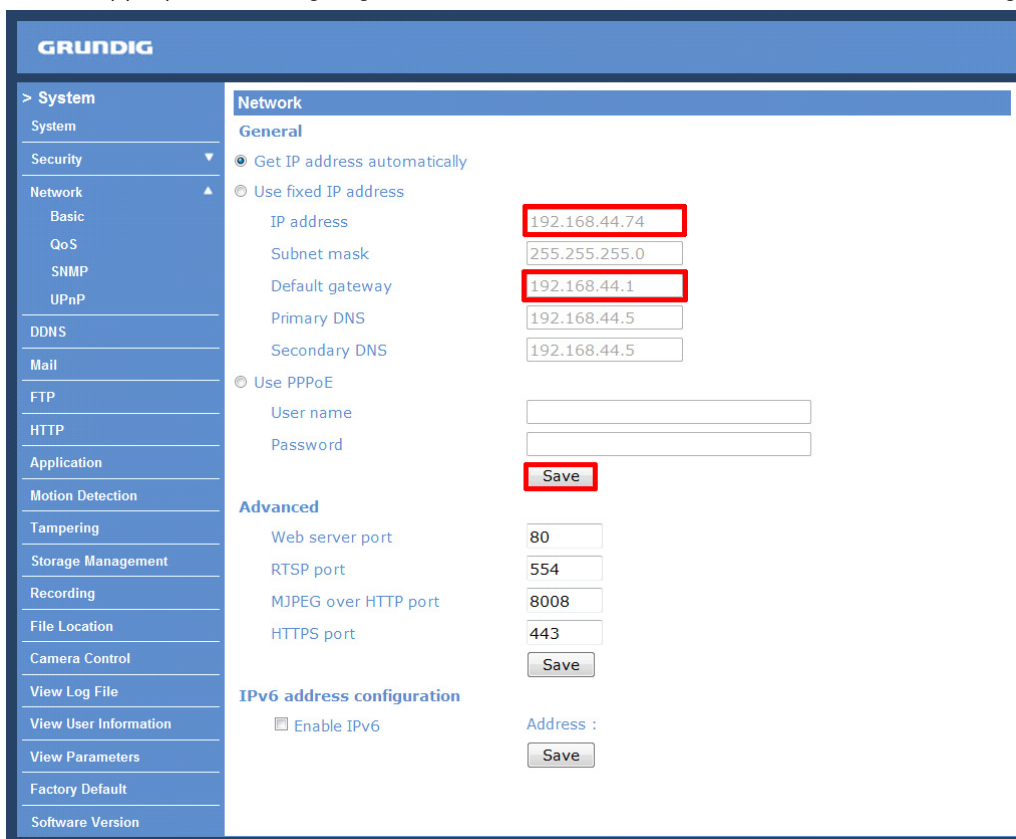 GRUNDIG
> System
System
Security
Network
Basic
QoS
SNMP
UPnP
DDNS
Mail
FTP
HTTP
Application
Motion Detection
Tampering
Storage Management
Recording
File Location
Camera Control
View Log File
View User Information
View Parameters
Factory Default
Software Version
Network
General
Get IP address automatically
Use fixed IP address
IP address 192.168.44.74
Subnet mask 255.255.255.0
Default gateway 192.168.44.1
Primary DNS 192.168.44.5
Secondary DNS 192.168.44.5
Use PPPoE
User name
Password
Save
Advanced
Web server port 80
RTSP port 554
MJPEG over HTTP port 8008
HTTPS port 443
Save
IPv6 address configuration
Enable IPv6 Address :
Save